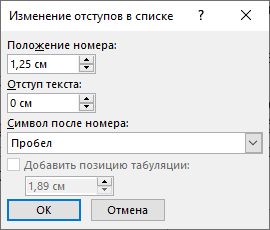 Изменение отступов в списке ? ×
Положение номера:
1,25 см
Отступ текста:
0 см
Символ после номера:
Пробел
Добавить позицию табуляции:
1,89 см
ОК Отмена